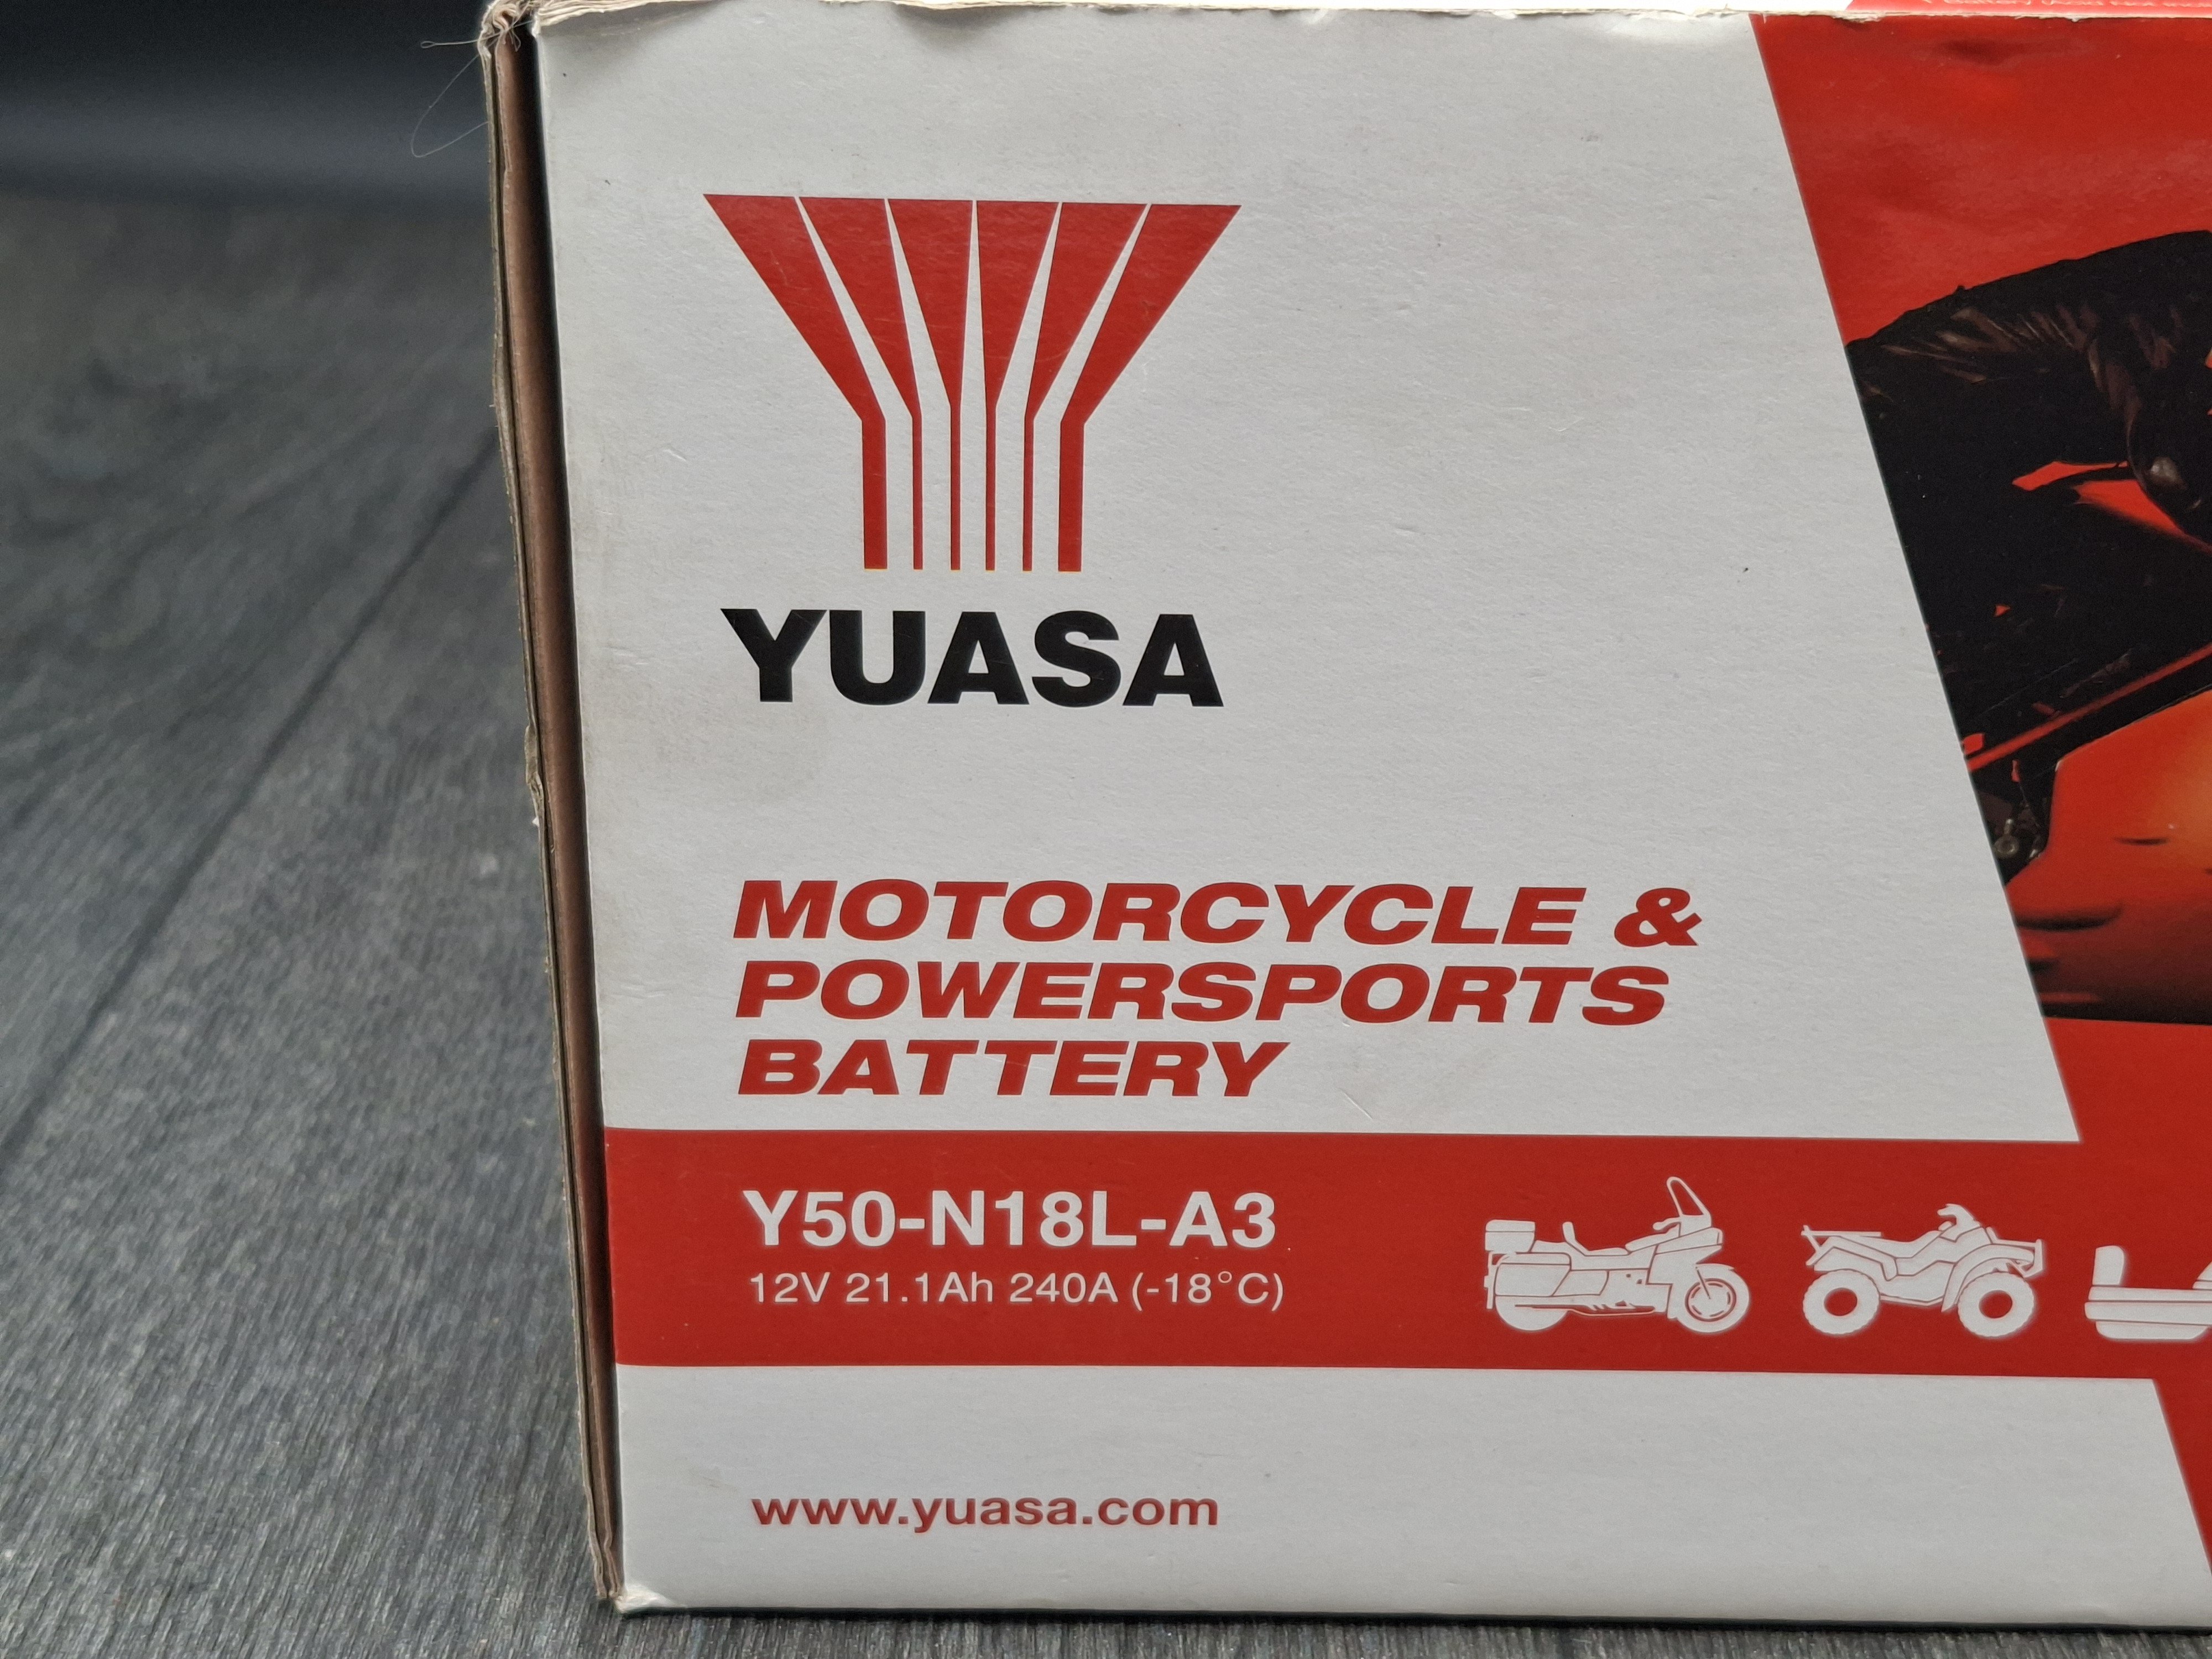 YUASA
MOTORCYCLE &
POWERSPORTS
BATTERY
Y50-N18L-A3
12V 21.1Ah 240A (-18°C)
www.yuasa.com